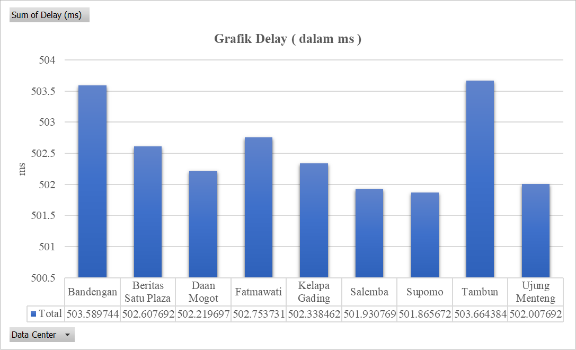 Sum of Delay (ms)
Grafik Delay ( dalam ms )
504
503.5
503
502.5
502
501.5
501
500.5
ms
Bandengan
Beritas
Satu Plaza
Daan
Mogot
Fatmawati
Kelapa
Gading
Salemba
Supomo
Tambun
Ujung
Menteng
Total 503.589744 502.607692 502.219697 502.753731 502.338462 501.930769 501.865672 503.664384 502.007692
Data Center